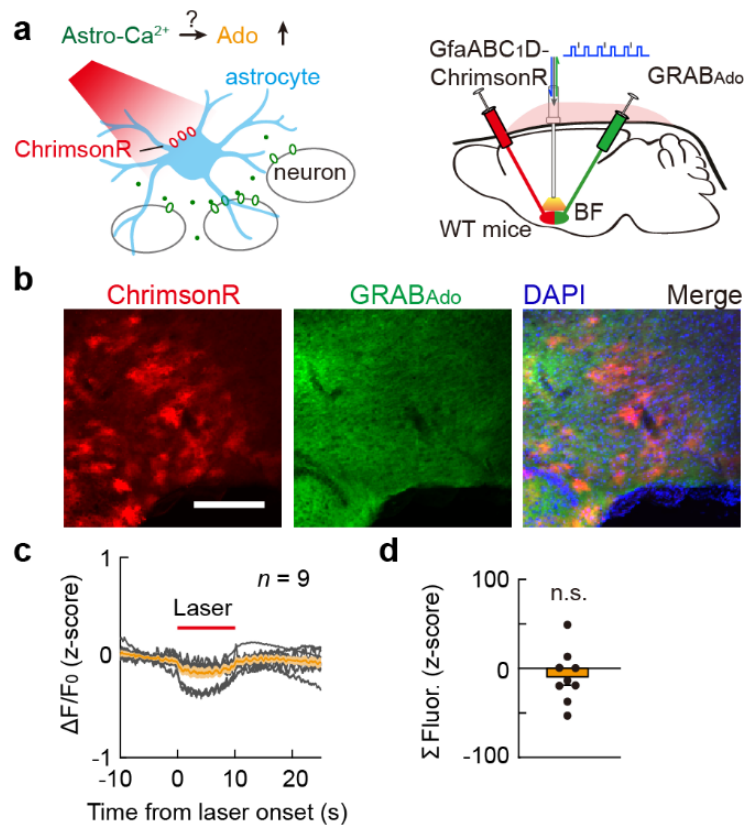 a
Astro-Ca²⁺ → ? Ado ↑
astrocyte
ChrimsonR
neuron
GfaABC1D-
ChrimsonR
GRABAdo
BF
WT mice
b
ChrimsonR
GRABAdo
DAPI
Merge
c
n = 9
Laser
ΔF/F0 (z-score)
1
0
-1
-10
0
10
20
Time from laser onset (s)
d
n.s.
Σ Fluor. (z-score)
100
0
-100